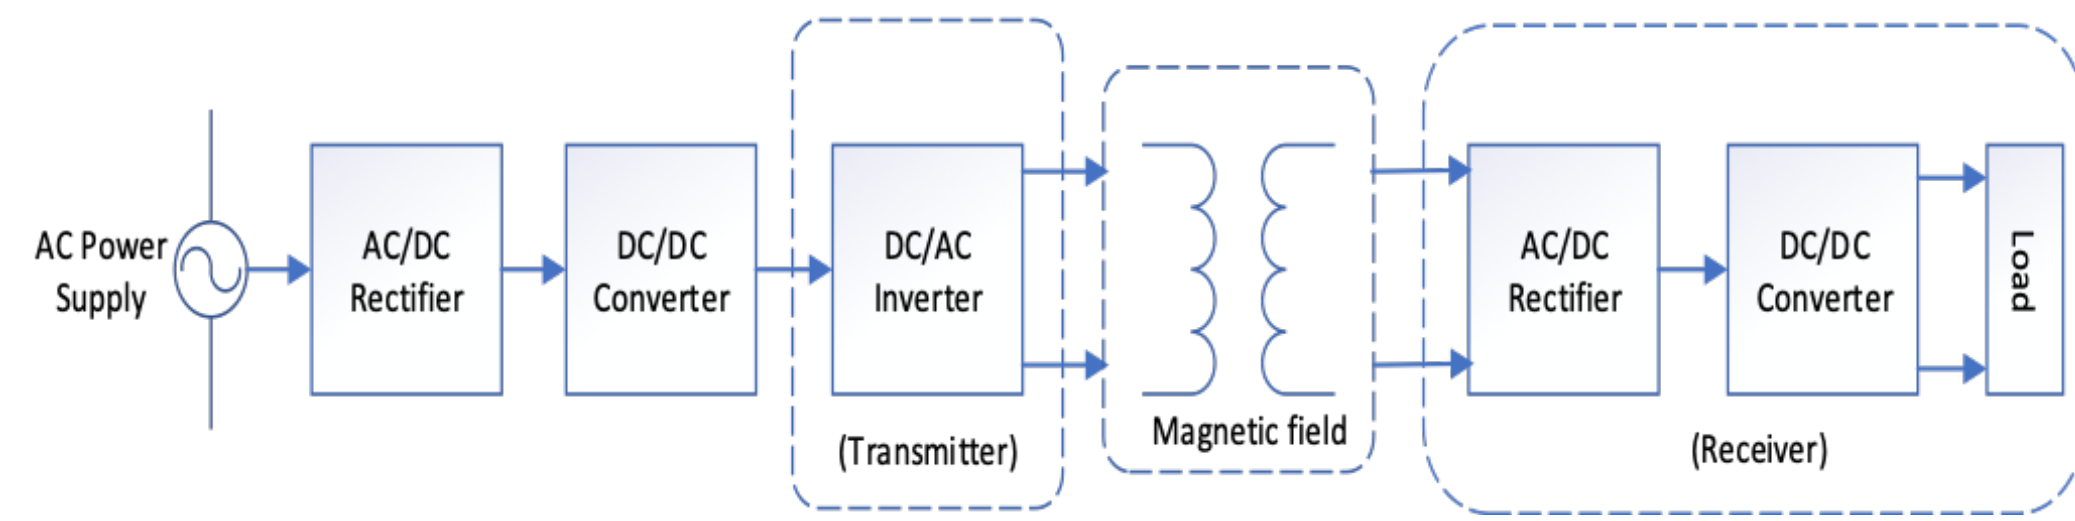 AC Power
Supply
AC/DC
Rectifier
DC/DC
Converter
DC/AC
Inverter
(Transmitter)
Magnetic field
AC/DC
Rectifier
DC/DC
Converter
Load
(Receiver)